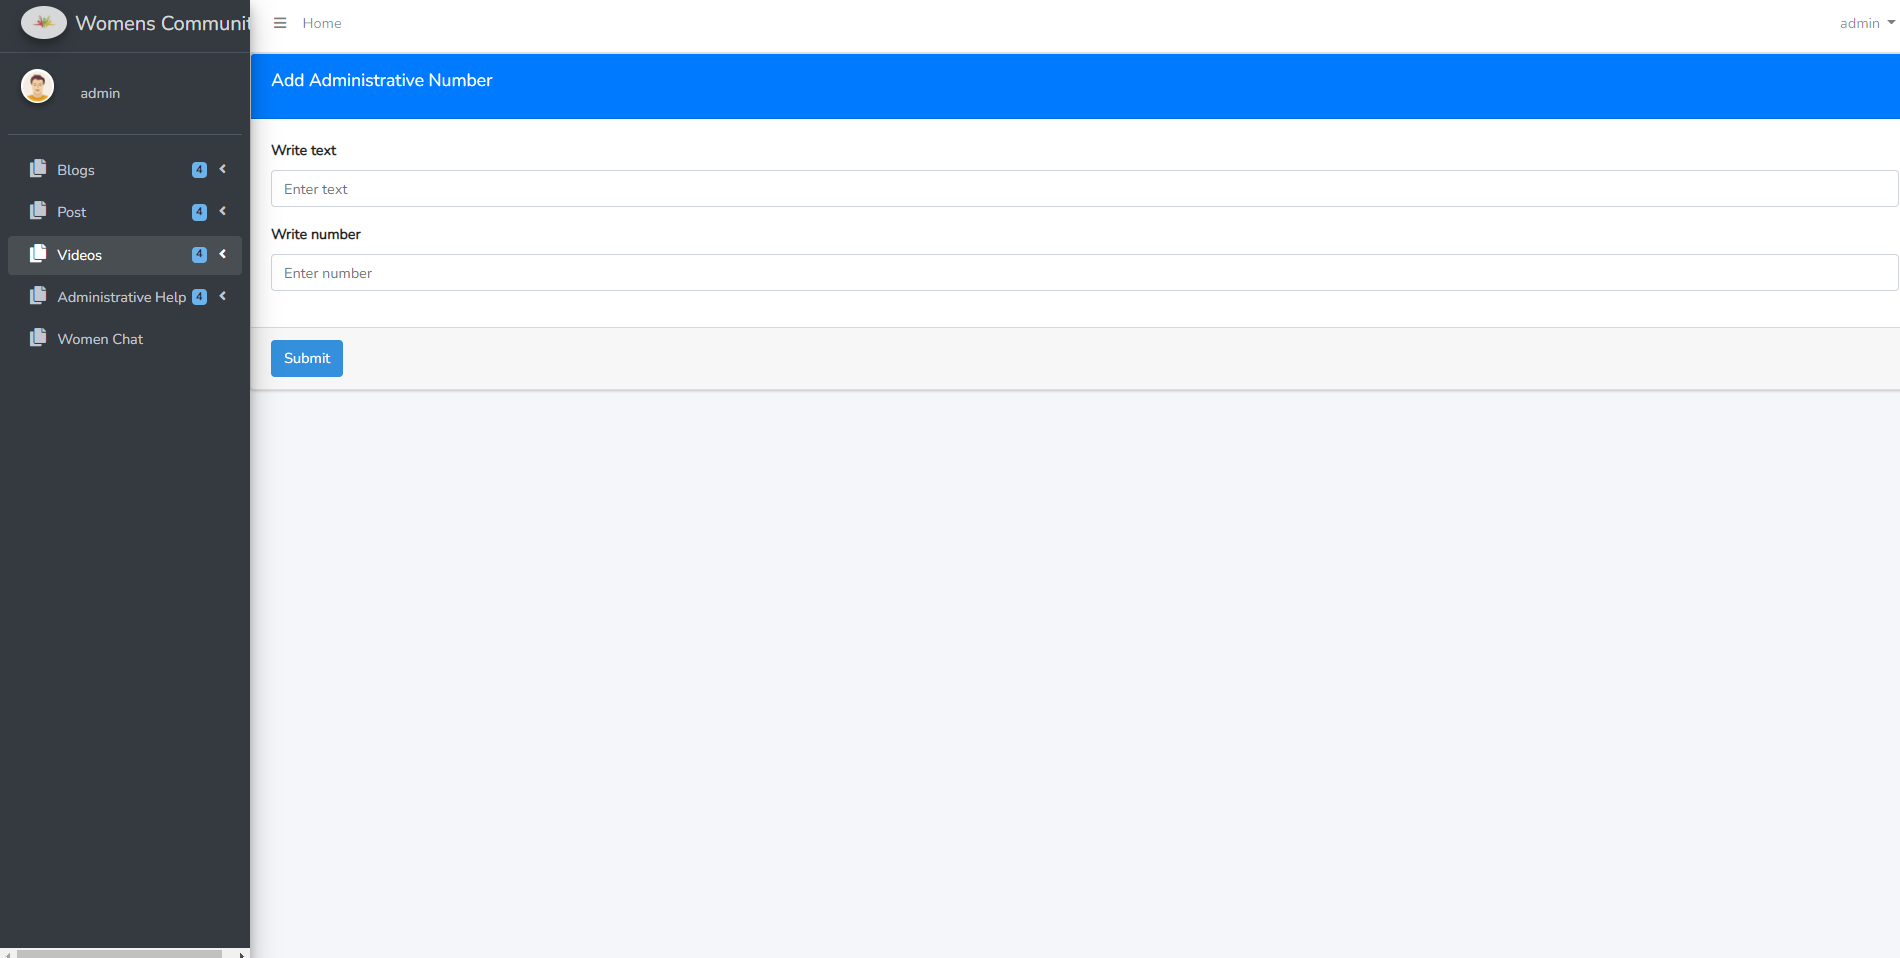 Womens Communit
Home
admin
admin
Add Administrative Number
Write text
Enter text
Write number
Enter number
Submit
Blogs 4
Post 4
Videos 4
Administrative Help 4
Women Chat